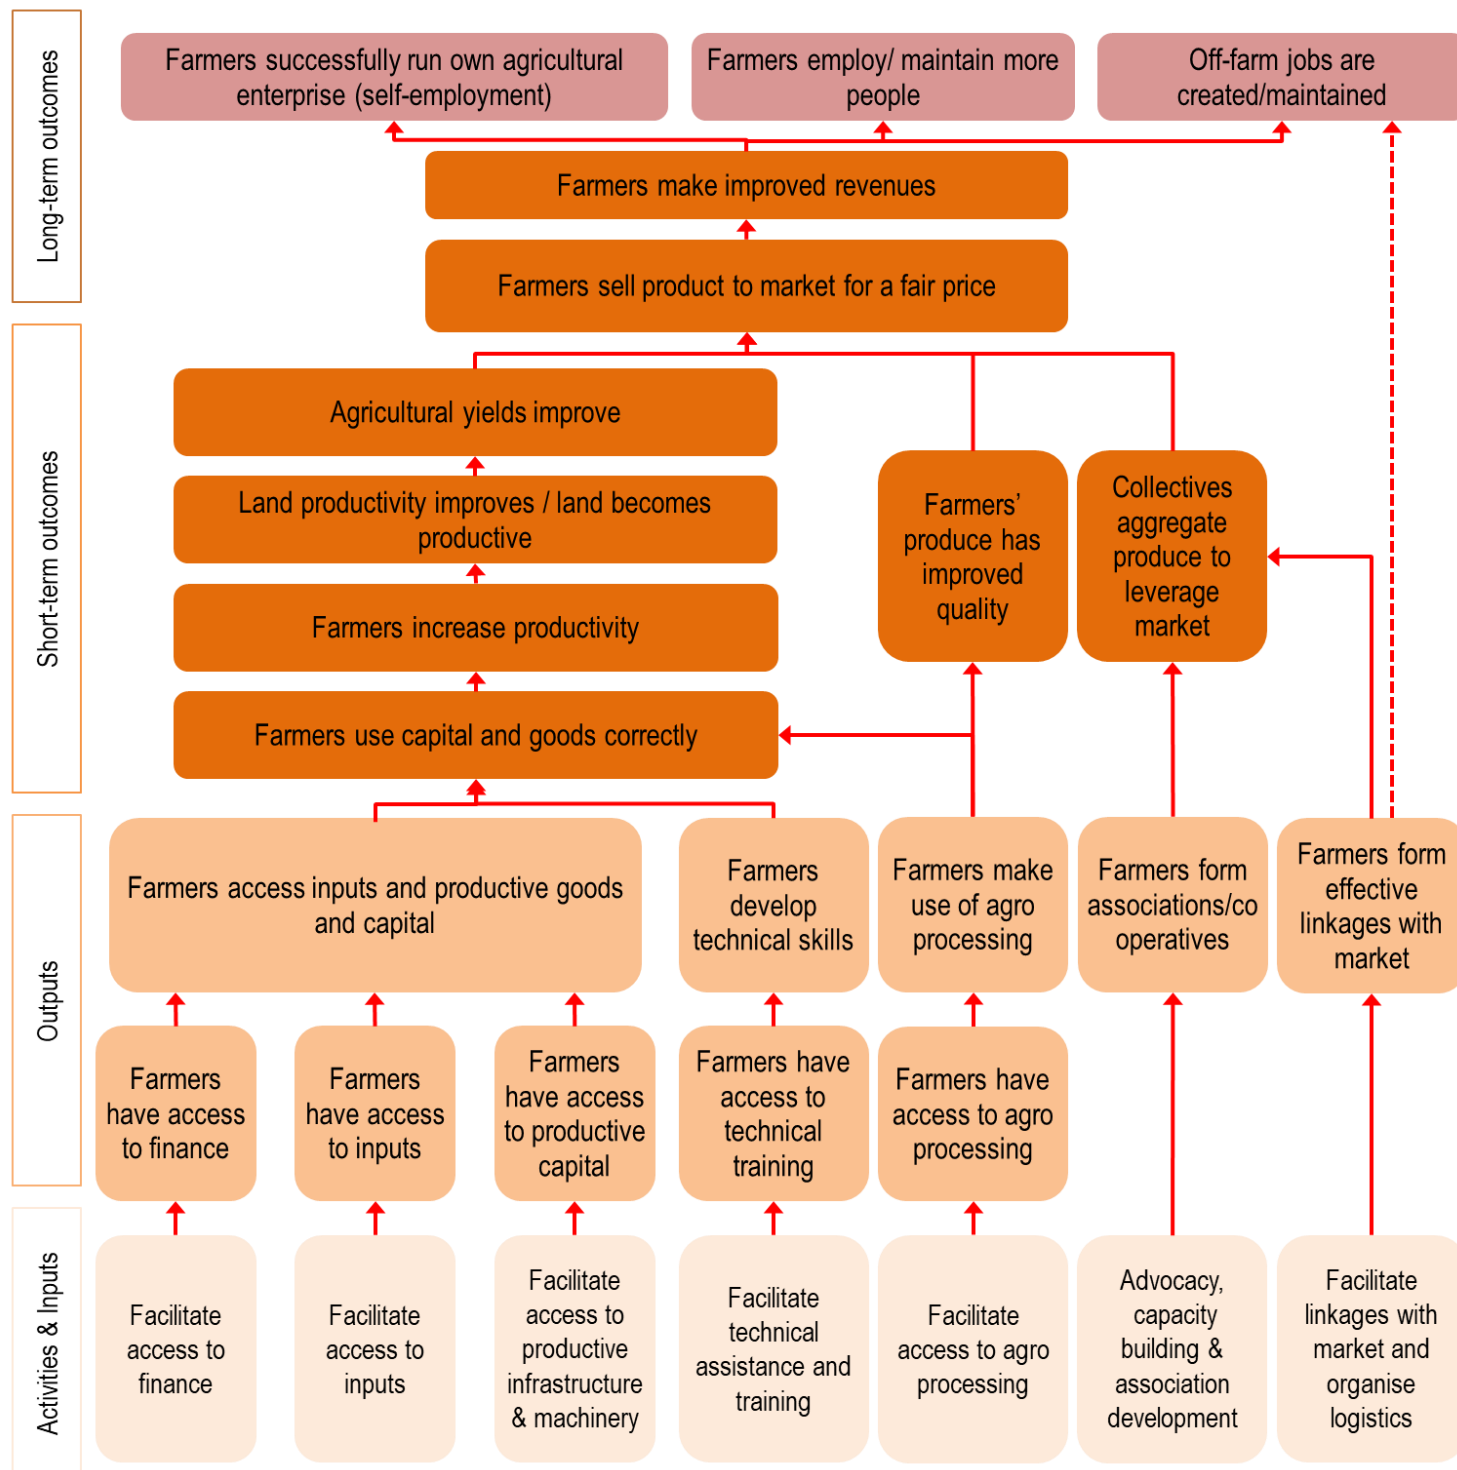 Long-term outcomes
Farmers successfully run own agricultural
enterprise (self-employment)
Farmers employ/ maintain more
people
Off-farm jobs are
created/maintained
Farmers make improved revenues
Farmers sell product to market for a fair price
Short-term outcomes
Agricultural yields improve
Land productivity improves / land becomes
productive
Farmers increase productivity
Farmers use capital and goods correctly
Farmers’
produce has
improved
quality
Collectives
aggregate
produce to
leverage
market
Outputs
Farmers access inputs and productive goods
and capital
Farmers
develop
technical skills
Farmers make
use of agro
processing
Farmers form
associations/co
operatives
Farmers form
effective
linkages with
market
Farmers
have access
to finance
Farmers
have access
to inputs
Farmers
have access
to productive
capital
Farmers have
access to
technical
training
Farmers have
access to agro
processing
Activities & Inputs
Facilitate
access to
finance
Facilitate
access to
inputs
Facilitate
access to
productive
infrastructure
& machinery
Facilitate
technical
assistance and
training
Facilitate
access to agro
processing
Advocacy,
capacity
building &
association
development
Facilitate
linkages with
market and
organise
logistics